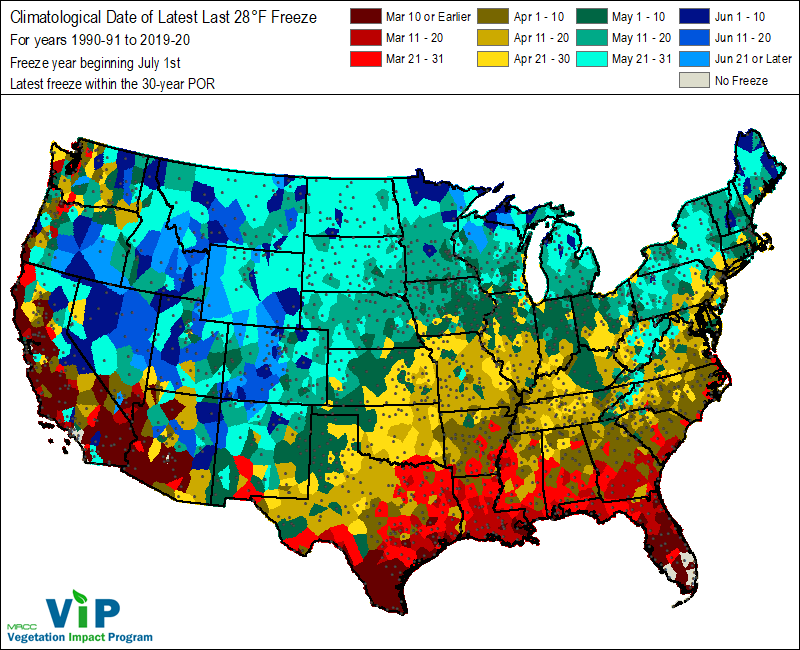 Climatological Date of Latest Last 28°F Freeze
For years 1990-91 to 2019-20
Freeze year beginning July 1st
Latest freeze within the 30-year POR
Mar 10 or Earlier
Mar 11 - 20
Mar 21 - 31
Apr 1 - 10
Apr 11 - 20
Apr 21 - 30
May 1 - 10
May 11 - 20
May 21 - 31
Jun 1 - 10
Jun 11 - 20
Jun 21 or Later
No Freeze
MRCC ViP
Vegetation Impact Program